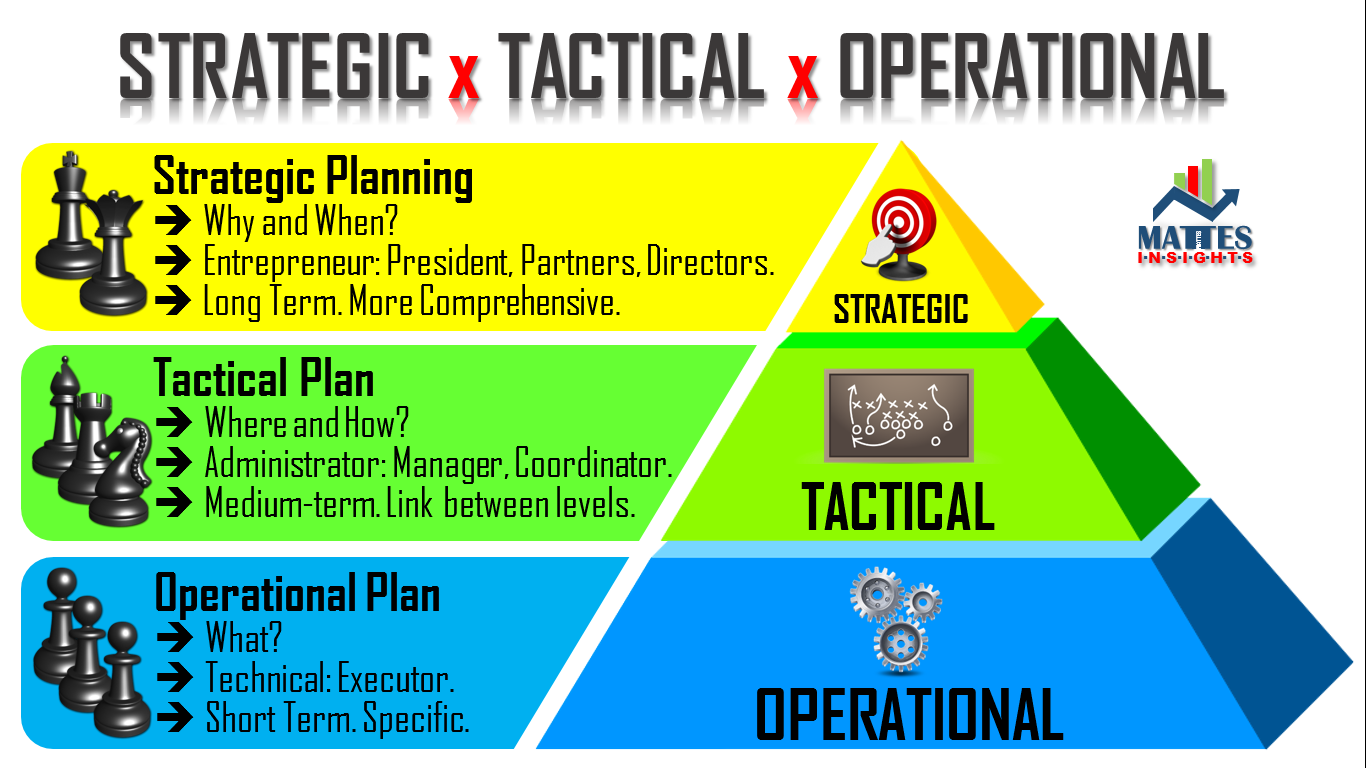 STRATEGIC x TACTICAL x OPERATIONAL
Strategic Planning
➔ Why and When?
➔ Entrepreneur: President, Partners, Directors.
➔ Long Term. More Comprehensive.
STRATEGIC
MATTES
INSIGHTS
Tactical Plan
➔ Where and How?
➔ Administrator: Manager, Coordinator.
➔ Medium-term. Link between levels.
TACTICAL
Operational Plan
➔ What?
➔ Technical: Executor.
➔ Short Term. Specific.
OPERATIONAL